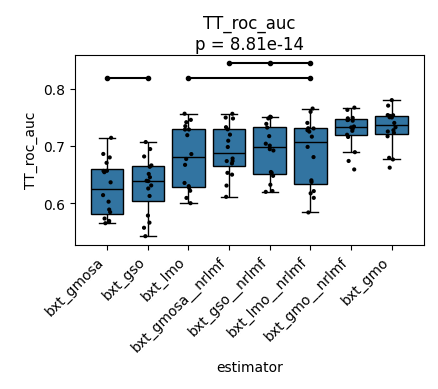 TT_roc_auc
p = 8.81e-14
TT_roc_auc
0.8
0.7
0.6
bxt_gmosa
bxt_gso
bxt_lmo
bxt_gmosa__nrlmf
bxt_gso__nrlmf
bxt_lmo__nrlmf
bxt_gmo__nrlmf
bxt_gmo
estimator